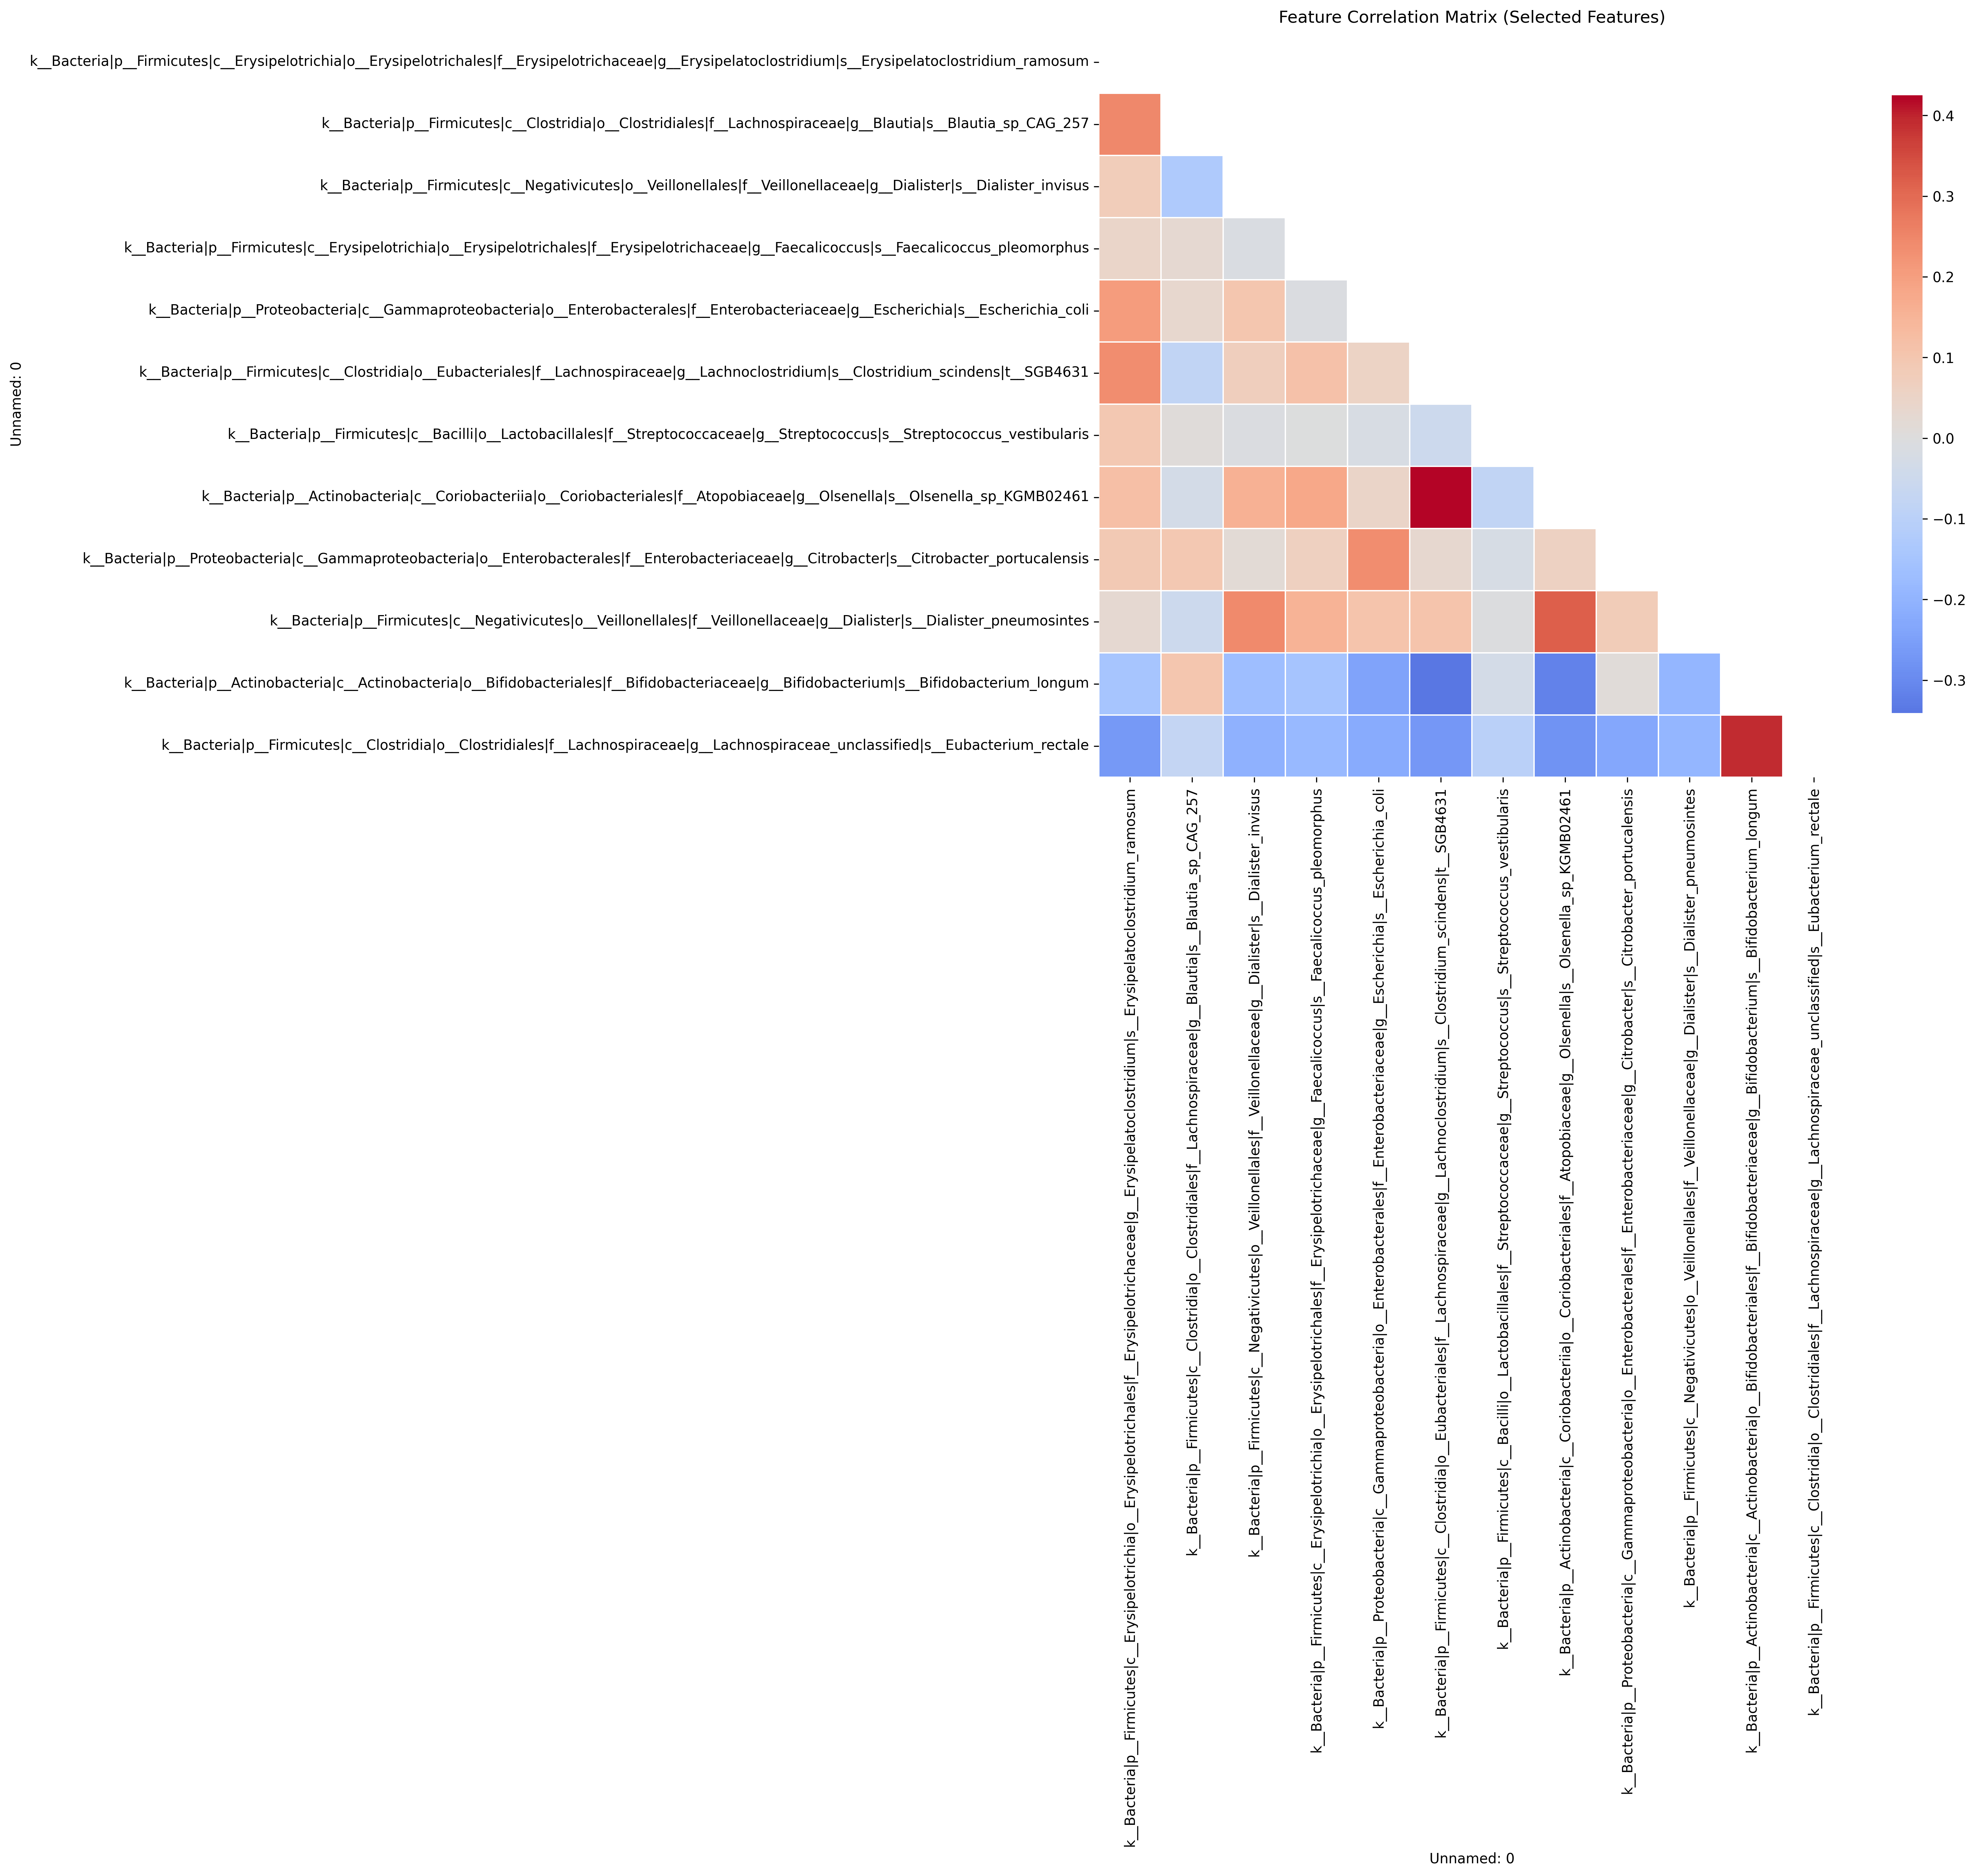 Feature Correlation Matrix (Selected Features)
k__Bacteria|p__Firmicutes|c__Erysipelotrichia|o__Erysipelotrichales|f__Erysipelotrichaceae|g__Erysipelatoclostridium|s__Erysipelatoclostridium_ramosum
k__Bacteria|p__Firmicutes|c__Clostridia|o__Clostridiales|f__Lachnospiraceae|g__Blautia|s__Blautia_sp_CAG_257
k__Bacteria|p__Firmicutes|c__Negativicutes|o__Veillonellales|f__Veillonellaceae|g__Dialister|s__Dialister_invisus
k__Bacteria|p__Firmicutes|c__Erysipelotrichia|o__Erysipelotrichales|f__Erysipelotrichaceae|g__Faecalicoccus|s__Faecalicoccus_pleomorphus
k__Bacteria|p__Proteobacteria|c__Gammaproteobacteria|o__Enterobacterales|f__Enterobacteriaceae|g__Escherichia|s__Escherichia_coli
k__Bacteria|p__Firmicutes|c__Clostridia|o__Eubacteriales|f__Lachnospiraceae|g__Lachnoclostridium|s__Clostridium_scindens|t__SGB4631
k__Bacteria|p__Firmicutes|c__Bacilli|o__Lactobacillales|f__Streptococcaceae|g__Streptococcus|s__Streptococcus_vestibularis
k__Bacteria|p__Actinobacteria|c__Coriobacteriia|o__Coriobacteriales|f__Atopobiaceae|g__Olsenella|s__Olsenella_sp_KGMB02461
k__Bacteria|p__Proteobacteria|c__Gammaproteobacteria|o__Enterobacterales|f__Enterobacteriaceae|g__Citrobacter|s__Citrobacter_portucalensis
k__Bacteria|p__Firmicutes|c__Negativicutes|o__Veillonellales|f__Veillonellaceae|g__Dialister|s__Dialister_pneumosintes
k__Bacteria|p__Actinobacteria|c__Actinobacteria|o__Bifidobacteriales|f__Bifidobacteriaceae|g__Bifidobacterium|s__Bifidobacterium_longum
k__Bacteria|p__Firmicutes|c__Clostridia|o__Clostridiales|f__Lachnospiraceae|g__Lachnospiraceae_unclassified|s__Eubacterium_rectale
Unnamed: 0
0.4
0.3
0.2
0.1
0.0
−0.1
−0.2
−0.3
k__Bacteria|p__Firmicutes|c__Erysipelotrichia|o__Erysipelotrichales|f__Erysipelotrichaceae|g__Erysipelatoclostridium|s__Erysipelatoclostridium_ramosum
k__Bacteria|p__Firmicutes|c__Clostridia|o__Clostridiales|f__Lachnospiraceae|g__Blautia|s__Blautia_sp_CAG_257
k__Bacteria|p__Firmicutes|c__Negativicutes|o__Veillonellales|f__Veillonellaceae|g__Dialister|s__Dialister_invisus
k__Bacteria|p__Firmicutes|c__Erysipelotrichia|o__Erysipelotrichales|f__Erysipelotrichaceae|g__Faecalicoccus|s__Faecalicoccus_pleomorphus
k__Bacteria|p__Proteobacteria|c__Gammaproteobacteria|o__Enterobacterales|f__Enterobacteriaceae|g__Escherichia|s__Escherichia_coli
k__Bacteria|p__Firmicutes|c__Clostridia|o__Eubacteriales|f__Lachnospiraceae|g__Lachnoclostridium|s__Clostridium_scindens|t__SGB4631
k__Bacteria|p__Firmicutes|c__Bacilli|o__Lactobacillales|f__Streptococcaceae|g__Streptococcus|s__Streptococcus_vestibularis
k__Bacteria|p__Actinobacteria|c__Coriobacteriia|o__Coriobacteriales|f__Atopobiaceae|g__Olsenella|s__Olsenella_sp_KGMB02461
k__Bacteria|p__Proteobacteria|c__Gammaproteobacteria|o__Enterobacterales|f__Enterobacteriaceae|g__Citrobacter|s__Citrobacter_portucalensis
k__Bacteria|p__Firmicutes|c__Negativicutes|o__Veillonellales|f__Veillonellaceae|g__Dialister|s__Dialister_pneumosintes
k__Bacteria|p__Actinobacteria|c__Actinobacteria|o__Bifidobacteriales|f__Bifidobacteriaceae|g__Bifidobacterium|s__Bifidobacterium_longum
k__Bacteria|p__Firmicutes|c__Clostridia|o__Clostridiales|f__Lachnospiraceae|g__Lachnospiraceae_unclassified|s__Eubacterium_rectale
Unnamed: 0